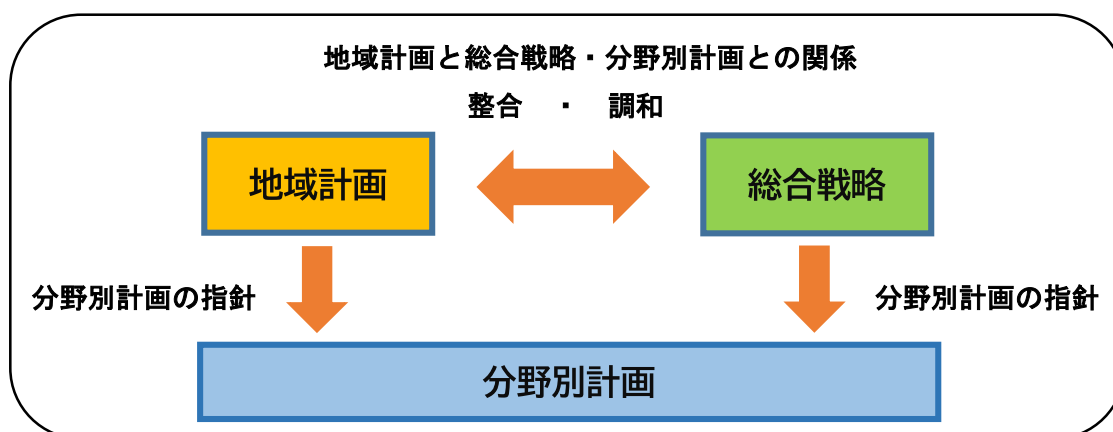 地域計画と総合戦略・分野別計画との関係
整合　・　調和
地域計画
総合戦略
分野別計画の指針
分野別計画の指針
分野別計画